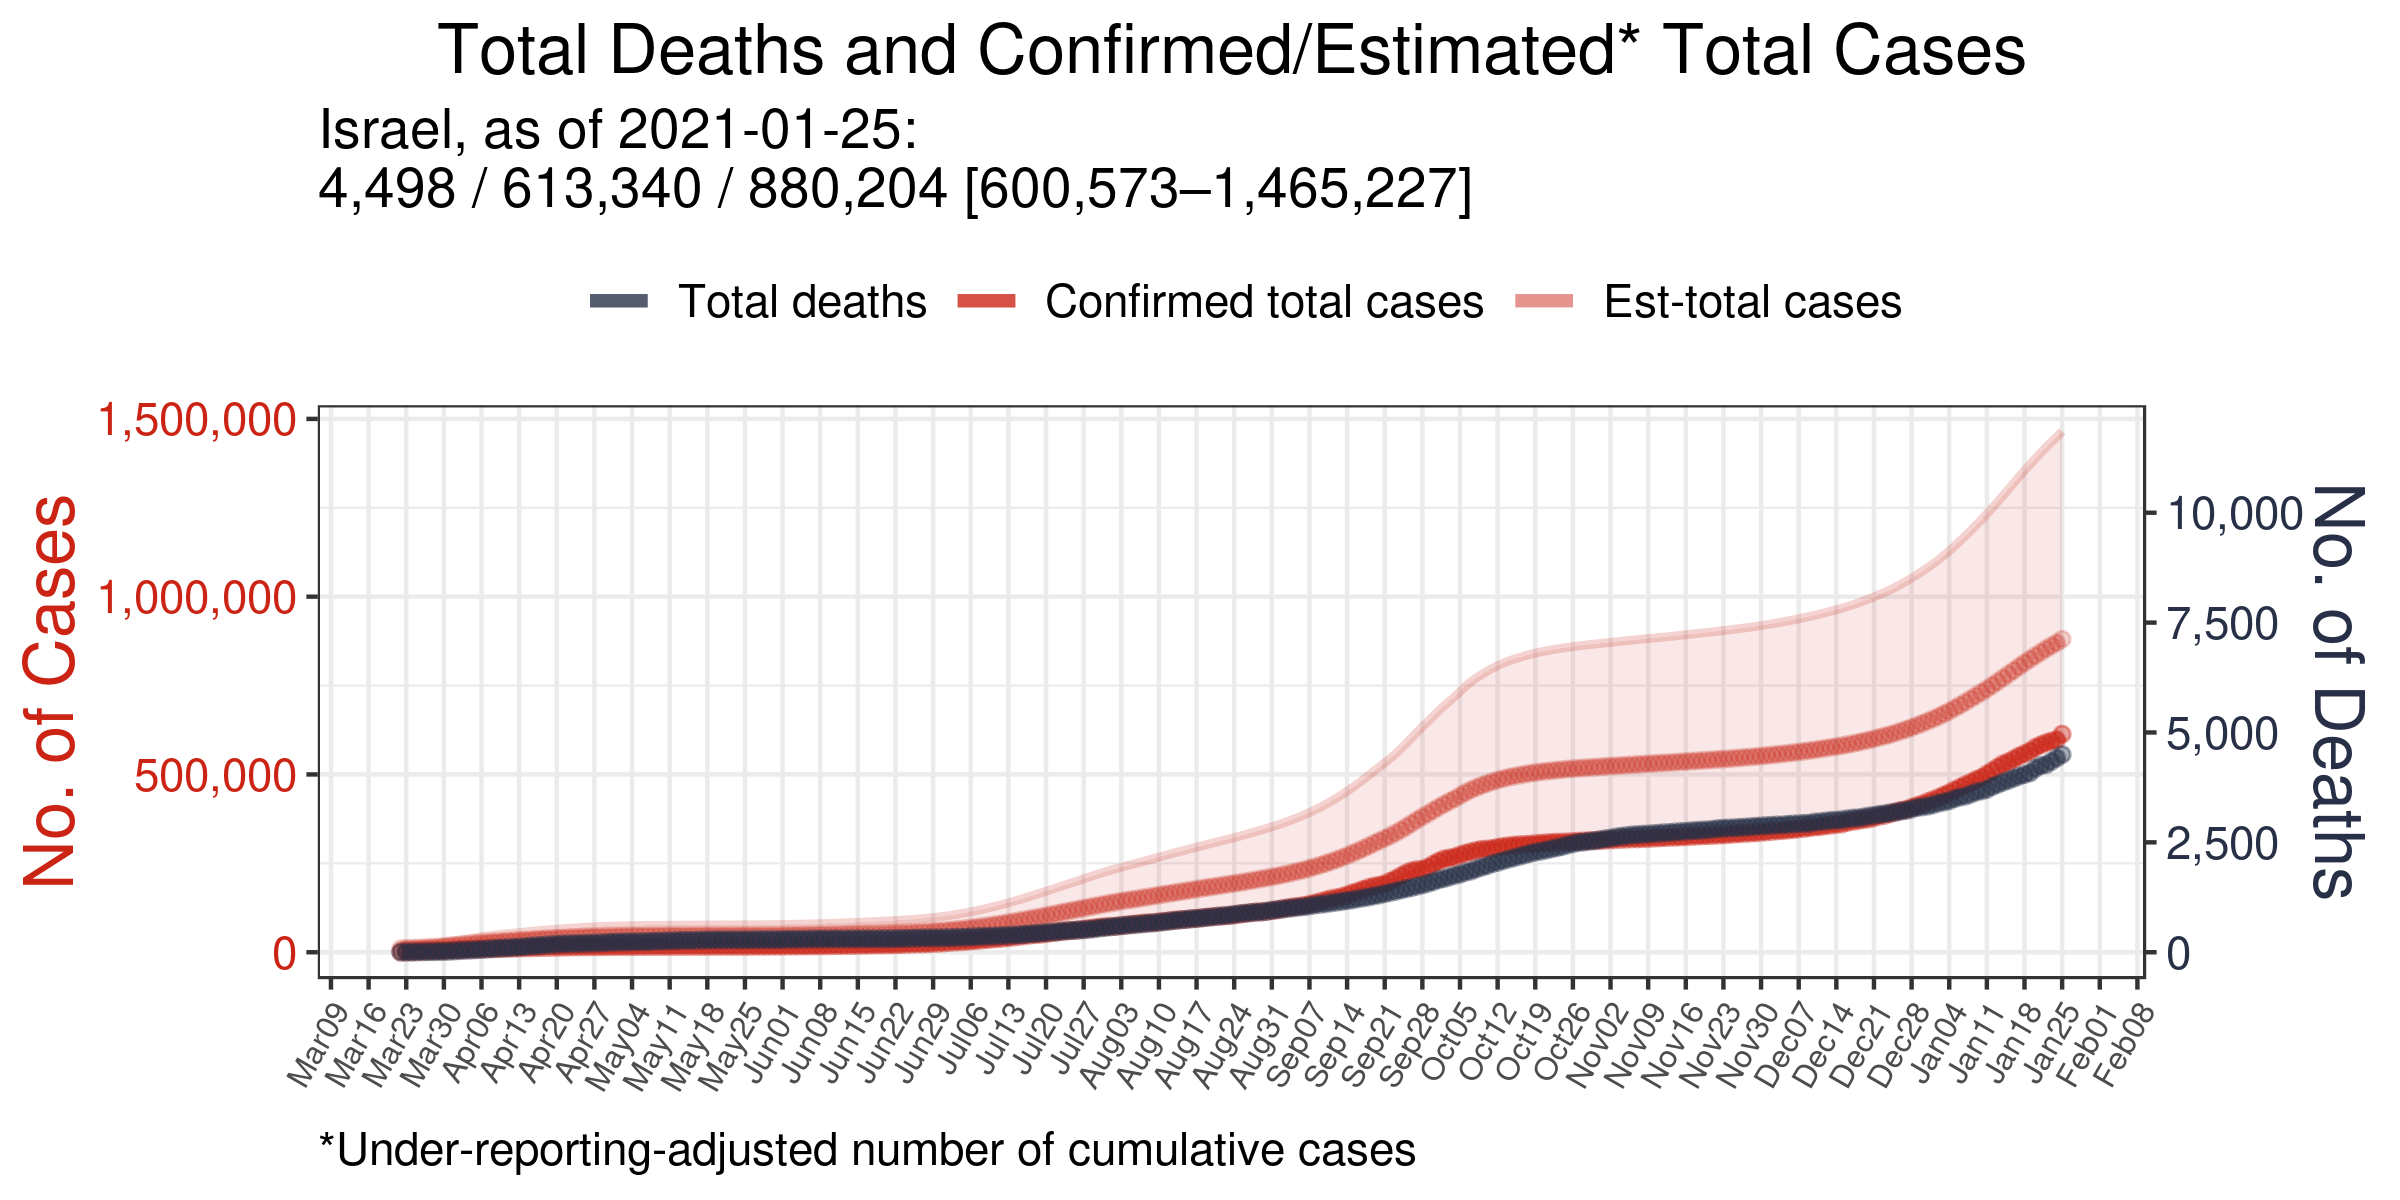 Total Deaths and Confirmed/Estimated* Total Cases
Israel, as of 2021-01-25:
4,498 / 613,340 / 880,204 [600,573–1,465,227]
Total deaths
Confirmed total cases
Est-total cases
No. of Cases
1,500,000
1,000,000
500,000
0
10,000
7,500
5,000
2,500
0
No. of Deaths
Mar09
Mar16
Mar23
Mar30
Apr06
Apr13
Apr20
Apr27
May04
May11
May18
May25
Jun01
Jun08
Jun15
Jun22
Jun29
Jul06
Jul13
Jul20
Jul27
Aug03
Aug10
Aug17
Aug24
Aug31
Sep07
Sep14
Sep21
Sep28
Oct05
Oct12
Oct19
Oct26
Nov02
Nov09
Nov16
Nov23
Nov30
Dec07
Dec14
Dec21
Dec28
Jan04
Jan11
Jan18
Jan25
Feb01
Feb08
*Under-reporting-adjusted number of cumulative cases